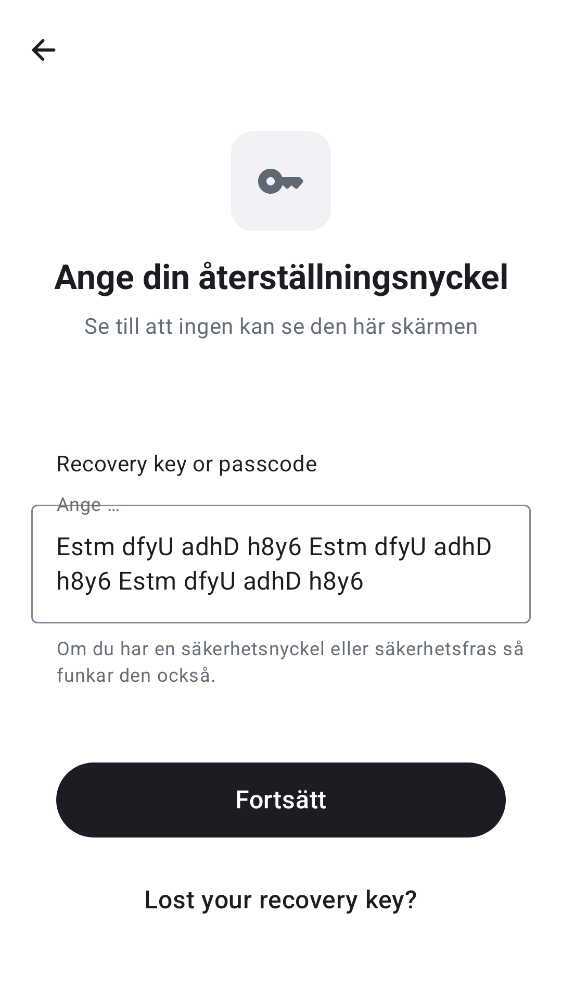 Ange din återställningsnyckel
Se till att ingen kan se den här skärmen
Recovery key or passcode
Ange …
Estm dfyU adhD h8y6 Estm dfyU adhD
h8y6 Estm dfyU adhD h8y6
Om du har en säkerhetsnyckel eller säkerhetsfras så
funkar den också.
Fortsätt
Lost your recovery key?